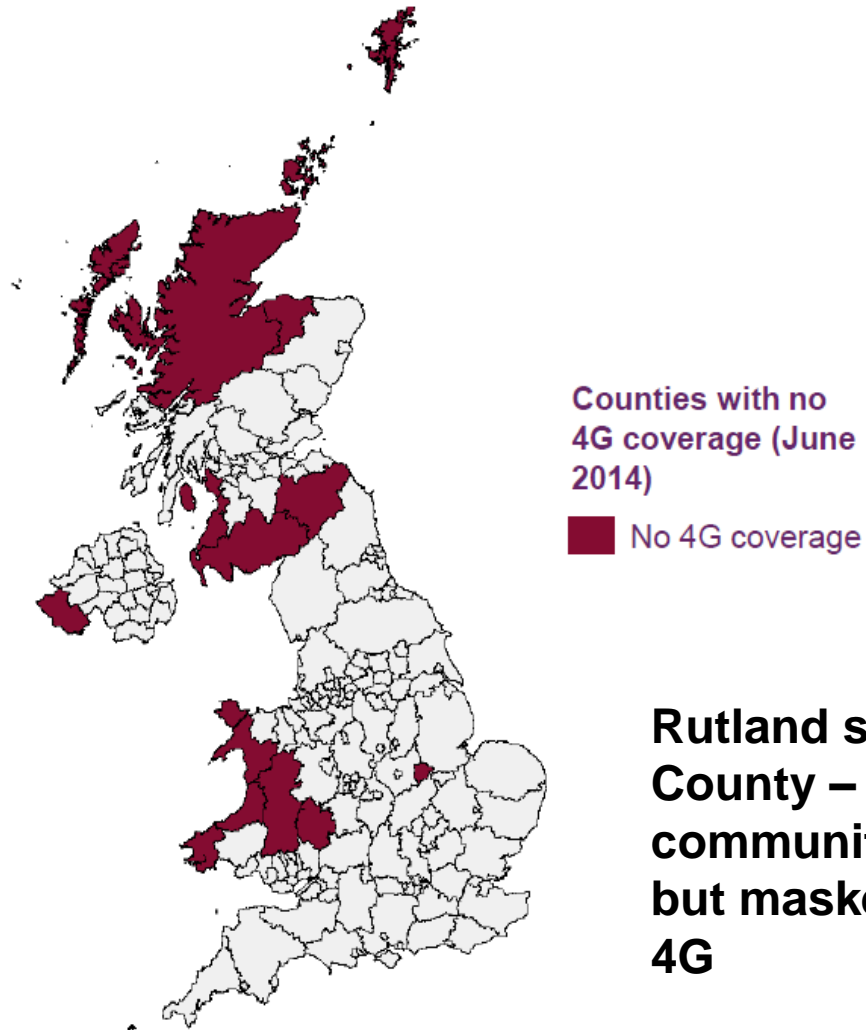 Counties with no
4G coverage (June
2014)
No 4G coverage
Rutland s
County –
communit
but maske
4G